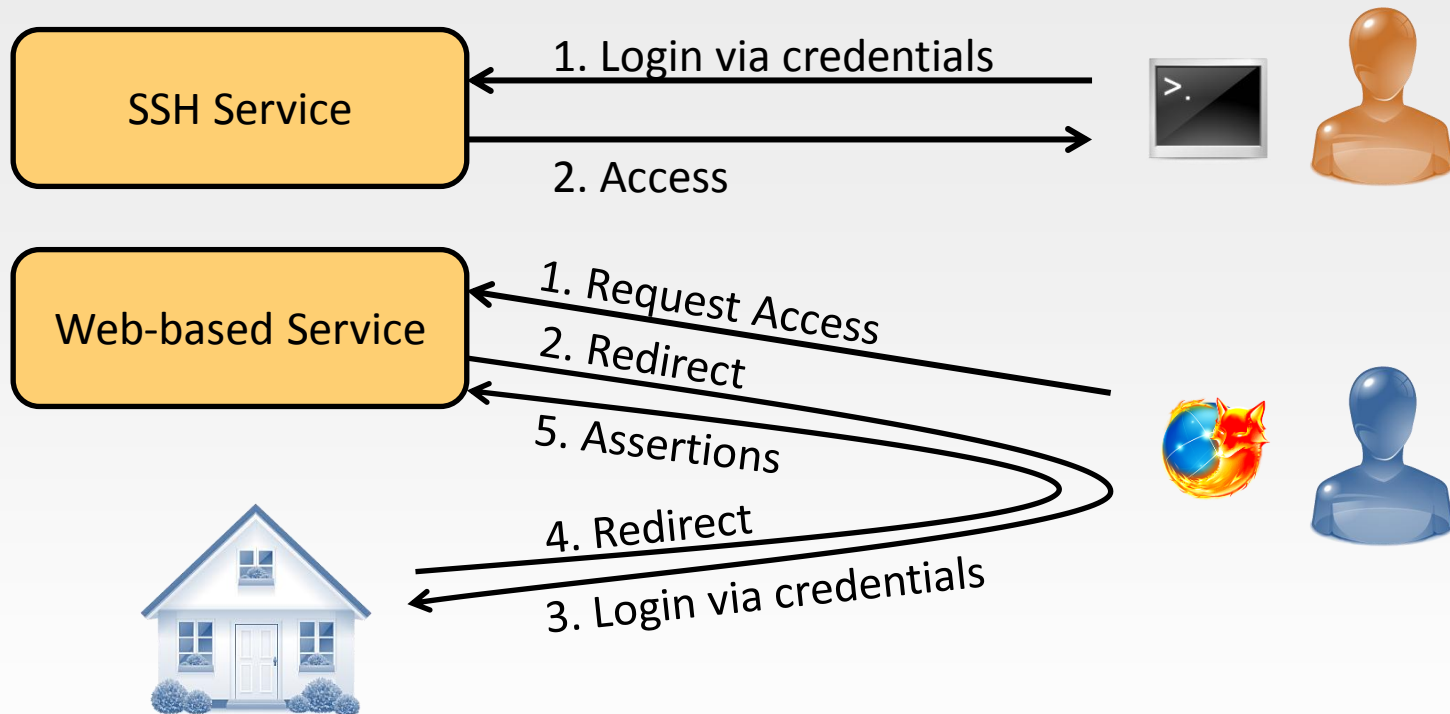 SSH Service
1. Login via credentials
>.
2. Access
Web-based Service
1. Request Access
2. Redirect
5. Assertions
4. Redirect
3. Login via credentials